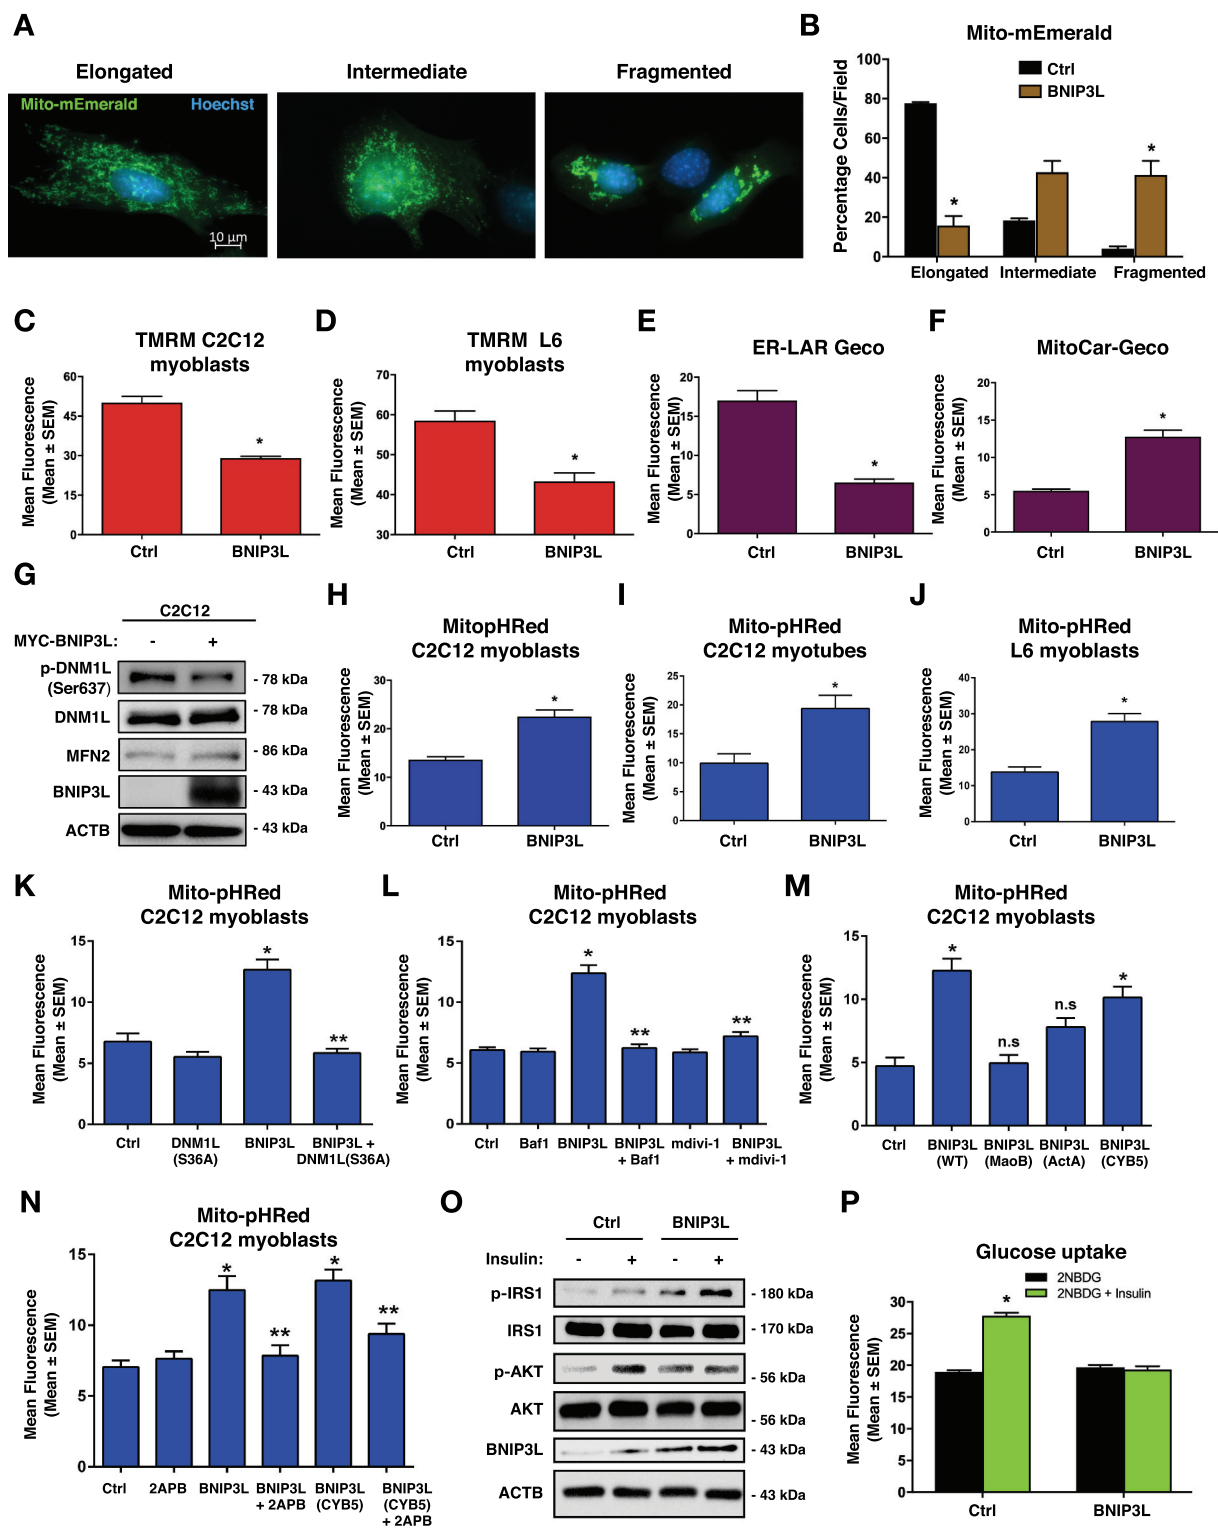 A
Elongated
Intermediate
Fragmented
Mito-mEmerald
Hoechst
10 µm
B
Mito-mEmerald
Ctrl
BNIP3L
Percentage Cells/Field
100
80
60
40
20
0
*
*
Elongated
Intermediate
Fragmented
C
TMRM C2C12
myoblasts
Mean Fluorescence
(Mean ± SEM)
60
45
30
15
0
*
Ctrl
BNIP3L
D
TMRM L6
myoblasts
Mean Fluorescence
(Mean ± SEM)
70
60
50
40
30
*
Ctrl
BNIP3L
E
ER-LAR Geco
Mean Fluorescence
(Mean ± SEM)
20
15
10
5
0
*
Ctrl
BNIP3L
F
MitoCar-Geco
Mean Fluorescence
(Mean ± SEM)
20
15
10
5
0
*
Ctrl
BNIP3L
G
C2C12
MYC-BNIP3L: - +
p-DNM1L
(Ser637)
- 78 kDa
DNM1L
- 78 kDa
MFN2
- 86 kDa
BNIP3L
- 43 kDa
ACTB
- 43 kDa
H
MitopHRed
C2C12 myoblasts
Mean Fluorescence
(Mean ± SEM)
30
20
10
0
*
Ctrl
BNIP3L
I
Mito-pHRed
C2C12 myotubes
Mean Fluorescence
(Mean ± SEM)
25
20
15
10
5
0
*
Ctrl
BNIP3L
J
Mito-pHRed
L6 myoblasts
Mean Fluorescence
(Mean ± SEM)
40
30
20
10
0
*
Ctrl
BNIP3L
K
Mito-pHRed
C2C12 myoblasts
Mean Fluorescence
(Mean ± SEM)
15
10
5
0
*
**
Ctrl
DNM1L
(S36A)
BNIP3L
BNIP3L +
DNM1L(S36A)
L
Mito-pHRed
C2C12 myoblasts
Mean Fluorescence
(Mean ± SEM)
15
10
5
0
*
**
**
Ctrl
Baf1
BNIP3L
BNIP3L
+ Baf1
mdivi-1
BNIP3L
+ mdivi-1
M
Mito-pHRed
C2C12 myoblasts
Mean Fluorescence
(Mean ± SEM)
15
10
5
0
*
n.s
n.s
*
Ctrl
BNIP3L
(WT)
BNIP3L
(MaoB)
BNIP3L
(ActA)
BNIP3L
(CYB5)
N
Mito-pHRed
C2C12 myoblasts
Mean Fluorescence
(Mean ± SEM)
15
10
5
0
*
**
*
**
Ctrl
2APB
BNIP3L
BNIP3L
+ 2APB
BNIP3L
(CYB5)
BNIP3L
(CYB5)
+ 2APB
O
Ctrl
BNIP3L
Insulin: - + - +
p-IRS1
- 180 kDa
IRS1
- 170 kDa
p-AKT
- 56 kDa
AKT
- 56 kDa
BNIP3L
- 43 kDa
ACTB
- 43 kDa
P
Glucose uptake
2NBDG
2NBDG + Insulin
Mean Fluorescence
(Mean ± SEM)
30
25
20
15
10
5
0
*
Ctrl
BNIP3L